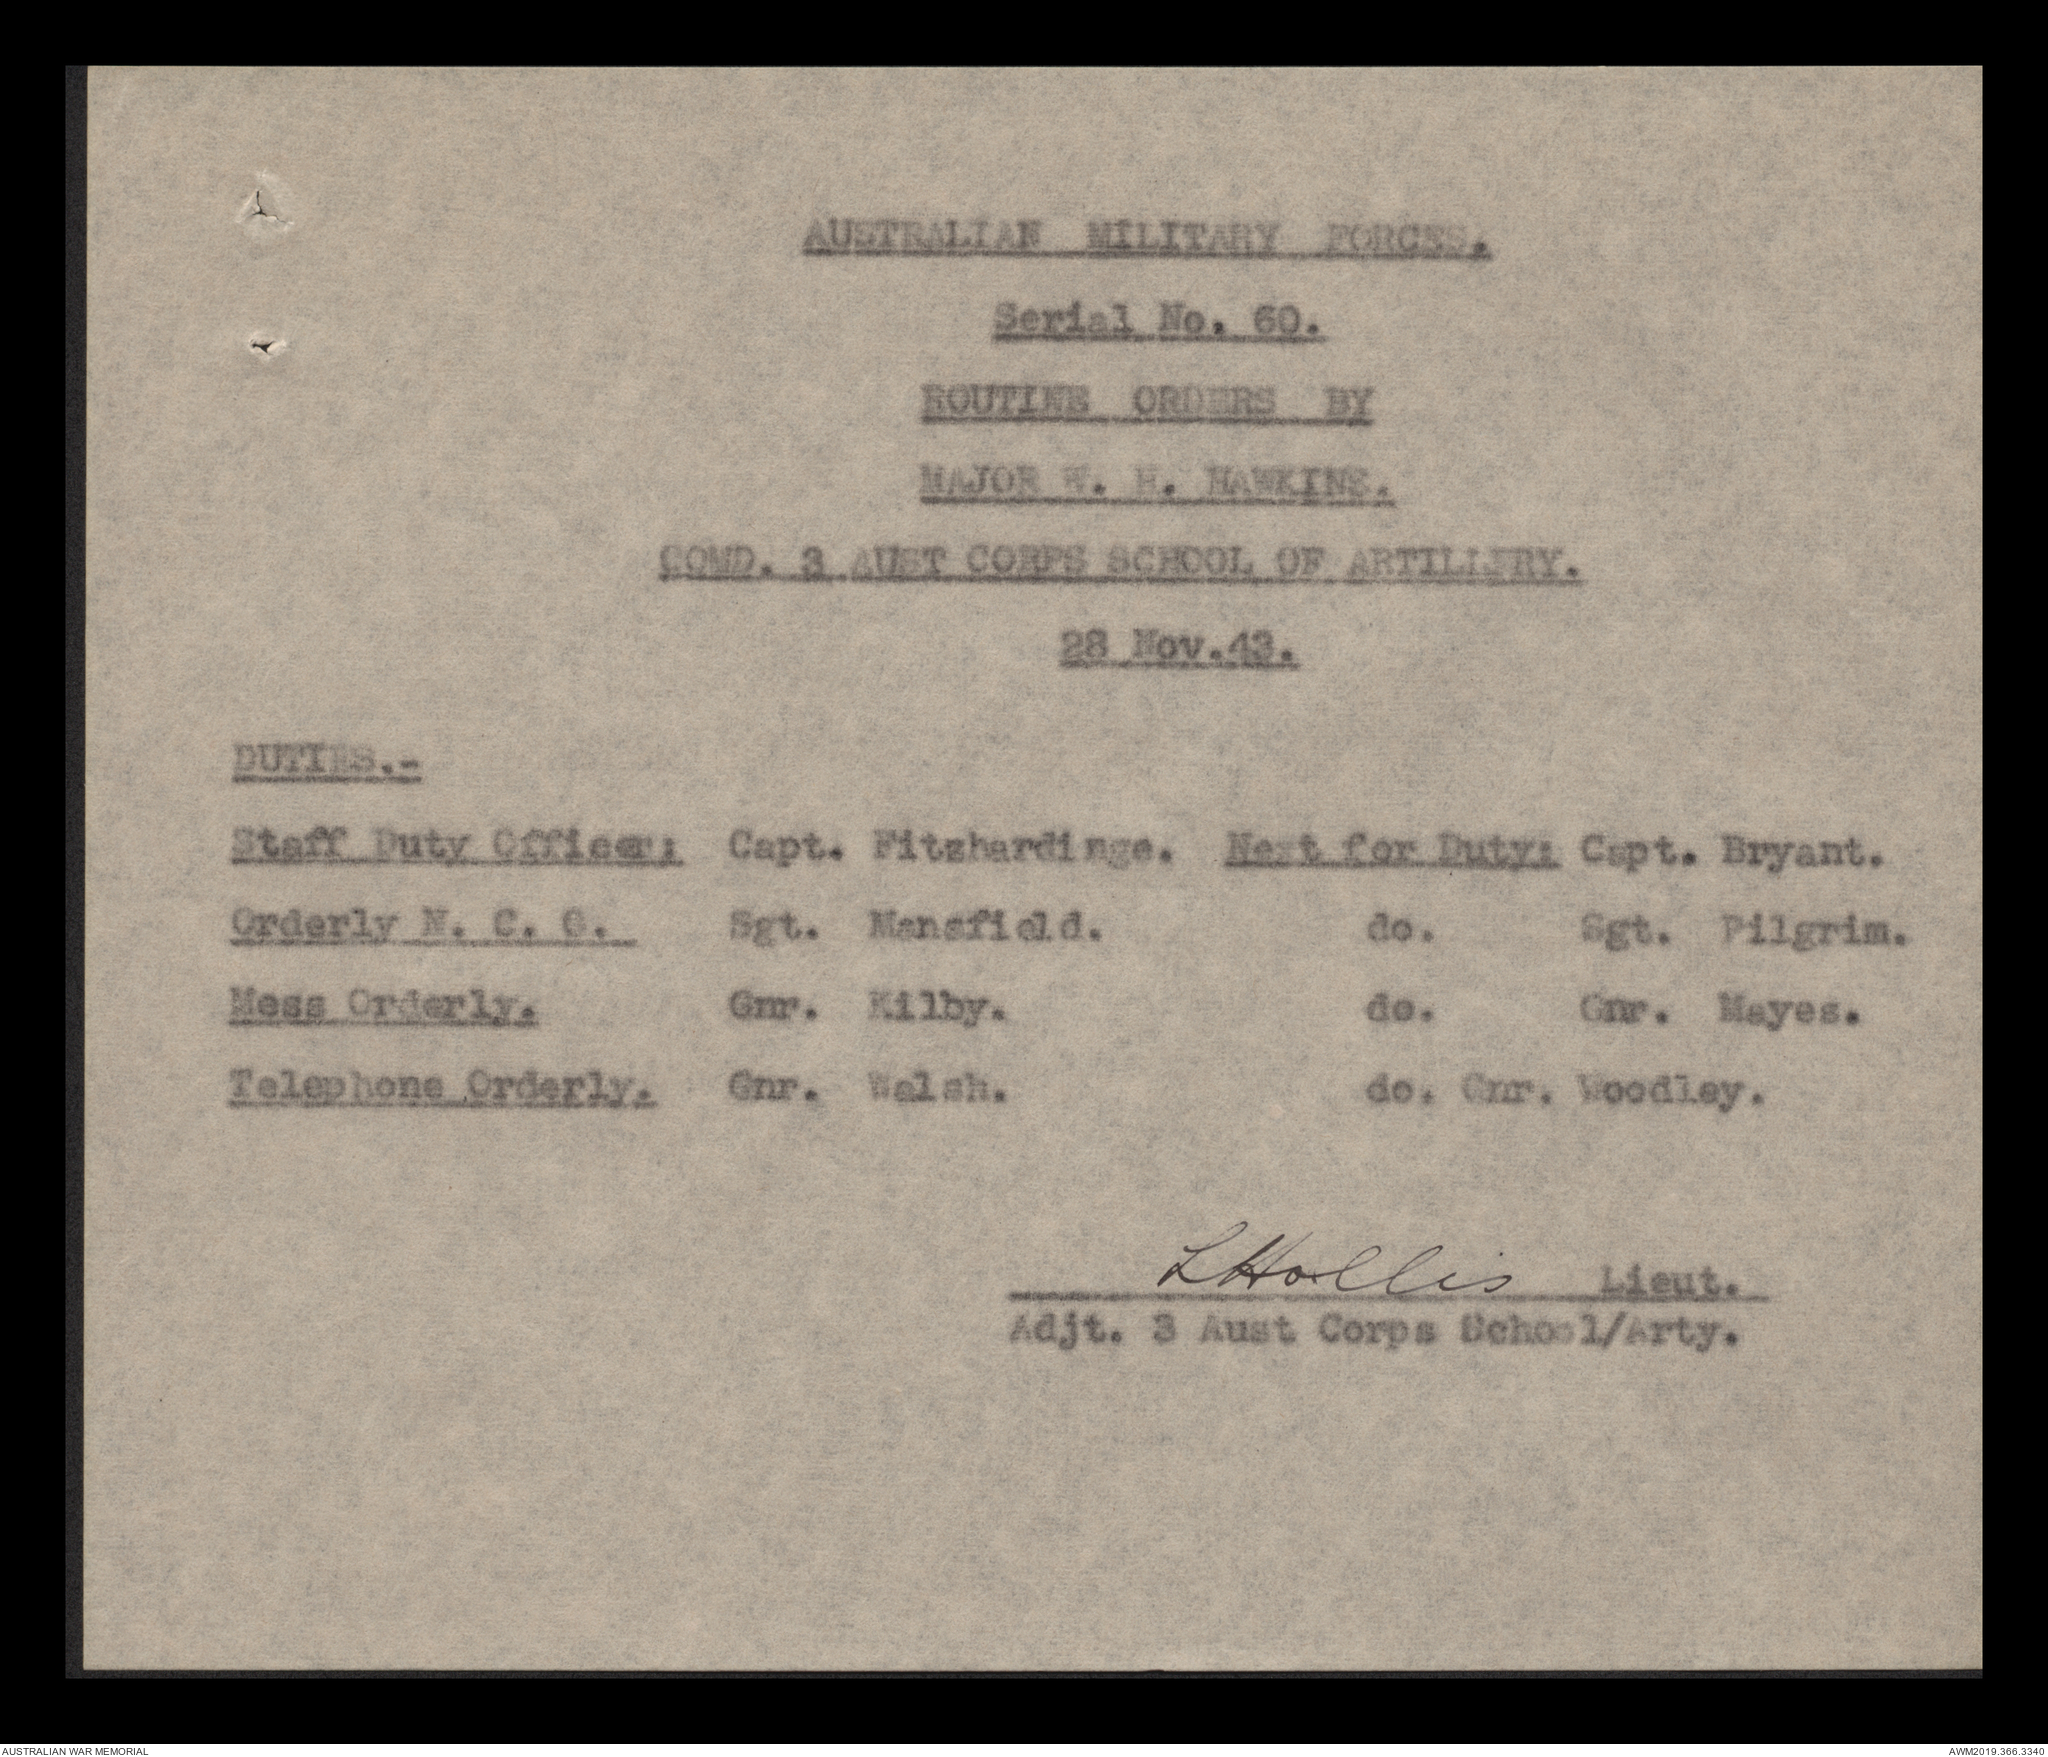 AUSTRALIAN MILITARY FORCES.
Serial No. 60.
ROUTINE ORDERS BY
MAJOR W. H. HAWKINS.
COMD. 3 AUST CORPS SCHOOL OF ARTILLERY.
28 Nov.43.
DUTIES.-
Staff Duty Officer: Capt. Fitzhardinge. Next for Duty: Capt. Bryant.
Orderly N. C. O. Sgt. Mansfield. do. Sgt. Pilgrim.
Mess Orderly. Gnr. Kilby. do. Gnr. Mayes.
Telephone Orderly. Gnr. Walsh. do. Gnr. Woodley.
LHollis Lieut.
Adjt. 3 Aust Corps School/Arty.
AUSTRALIAN WAR MEMORIAL
AWM2019.366.3340